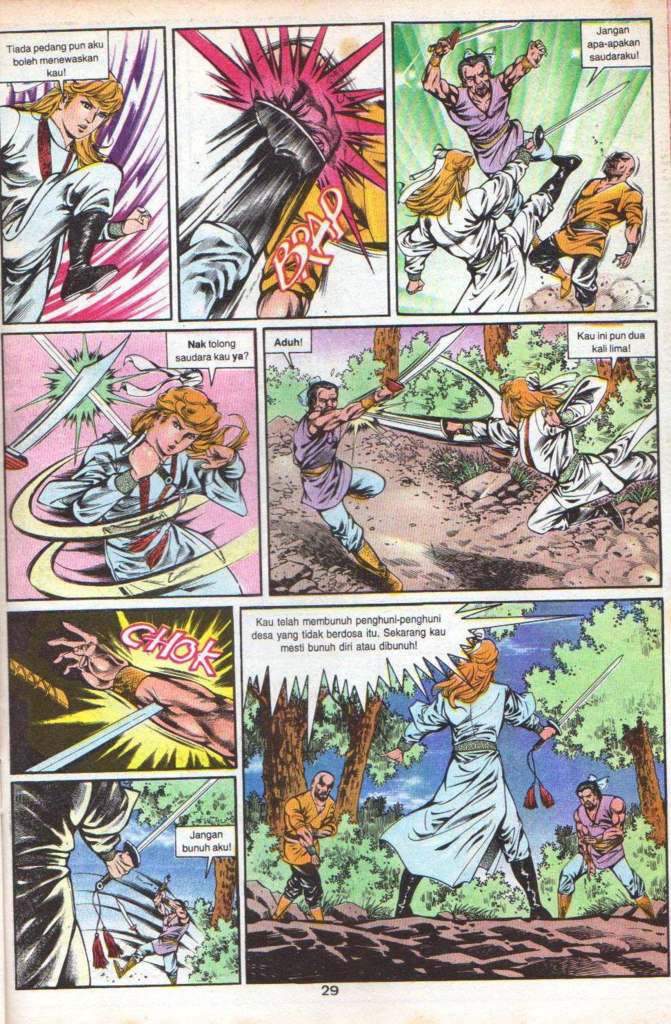 Tiada pedang pun aku
boleh menewaskan
kau!
BRAP
Jangan
apa-apakan
saudaraku!
Nak tolong
saudara kau ya?
Aduh!
Kau ini pun dua
kali lima!
CHOK
Jangan
bunuh aku!
Kau telah membunuh penghuni-penghuni
desa yang tidak berdosa itu. Sekarang kau
mesti bunuh diri atau dibunuh!
29